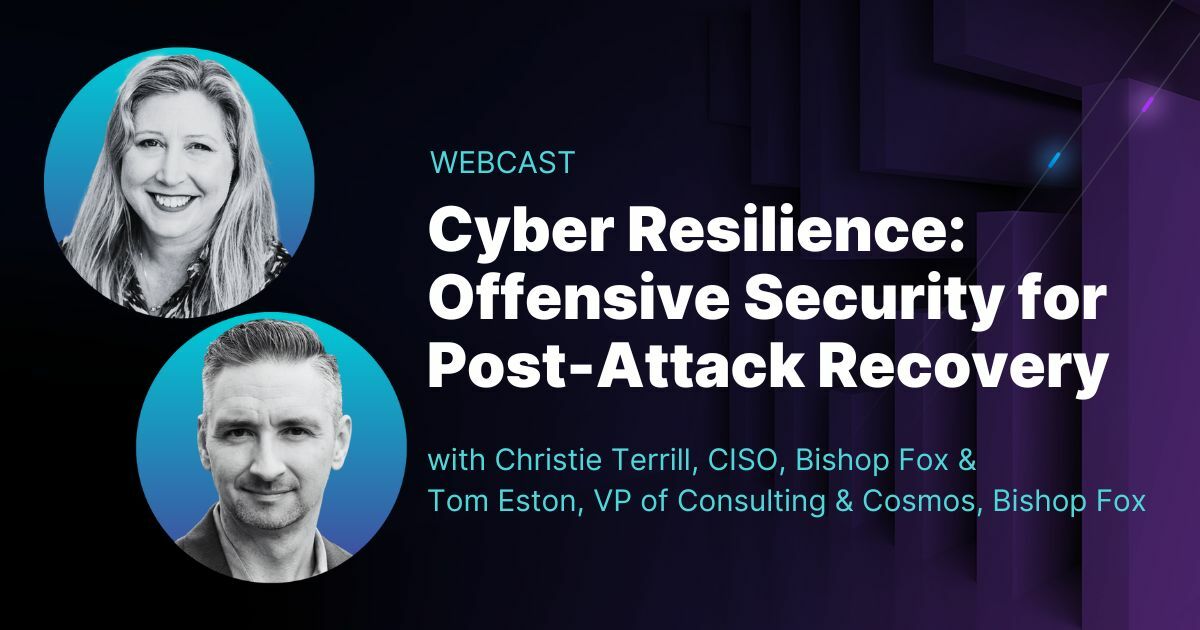 WEBCAST
Cyber Resilience:
Offensive Security for
Post-Attack Recovery
with Christie Terrill, CISO, Bishop Fox &
Tom Eston, VP of Consulting & Cosmos, Bishop Fox